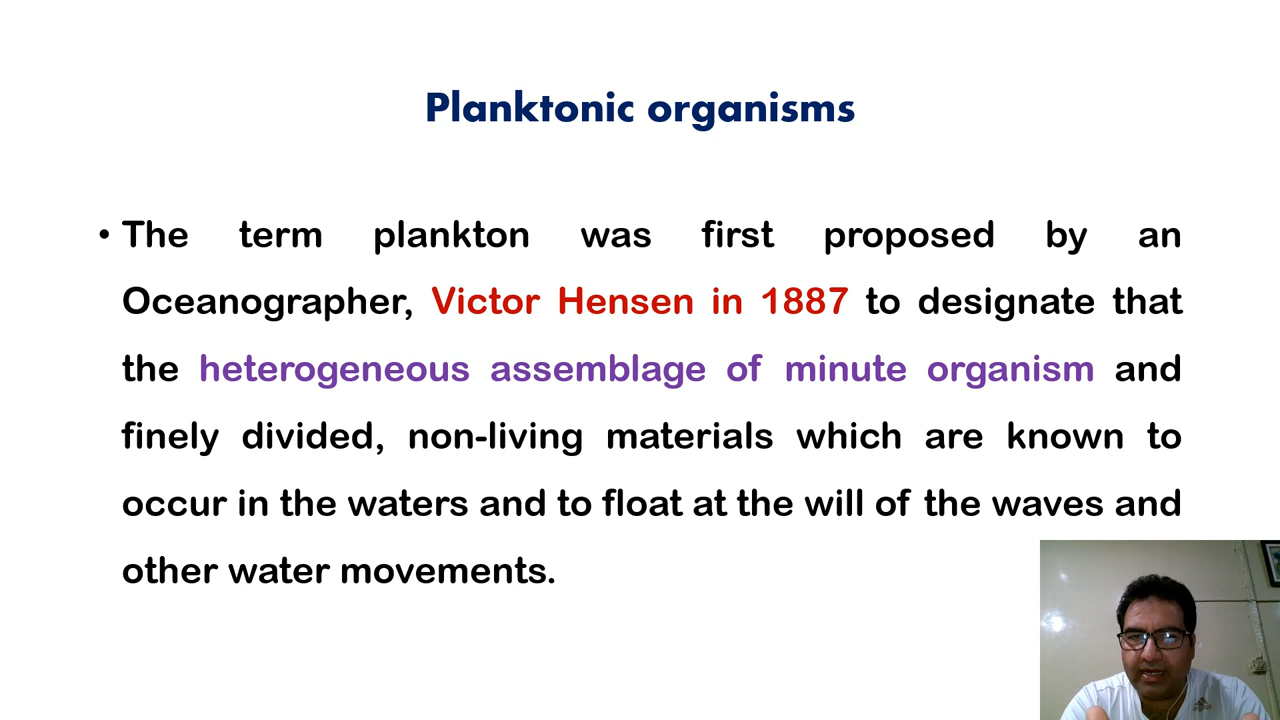 Planktonic organisms
• The term plankton was first proposed by an
Oceanographer, Victor Hensen in 1887 to designate that
the heterogeneous assemblage of minute organism and
finely divided, non-living materials which are known to
occur in the waters and to float at the will of the waves and
other water movements.